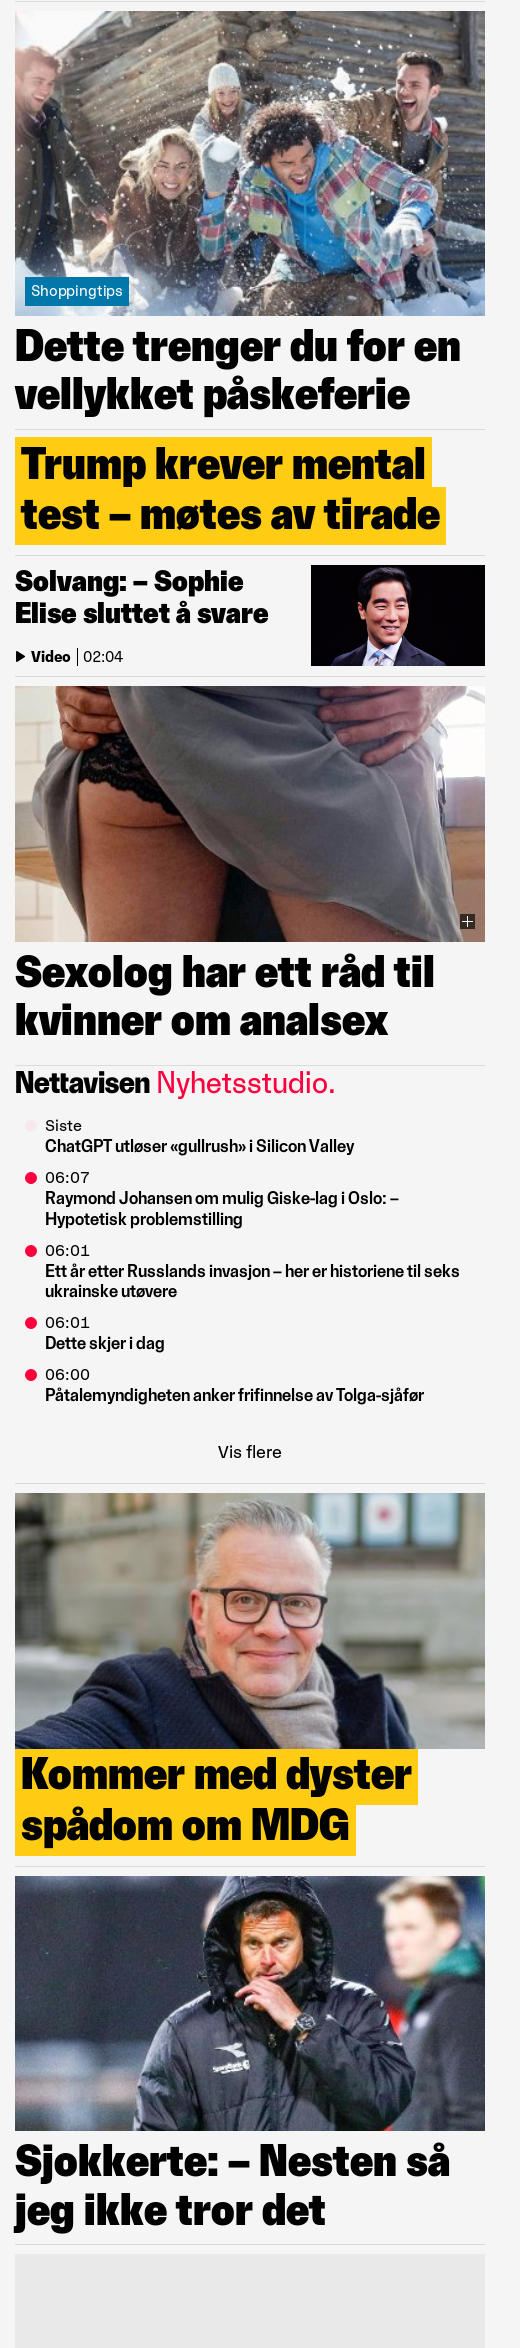 Shoppingtips
Dette trenger du for en
vellykket påskeferie
Trump krever mental
test – møtes av tirade
Solvang: – Sophie
Elise sluttet å svare
Video | 02:04
Sexolog har ett råd til
kvinner om analsex
Nettavisen Nyhetsstudio.
Siste
ChatGPT utløser «gullrush» i Silicon Valley
06:07
Raymond Johansen om mulig Giske-lag i Oslo: –
Hypotetisk problemstilling
06:01
Ett år etter Russlands invasjon – her er historiene til seks
ukrainske utøvere
06:01
Dette skjer i dag
06:00
Påtalemyndigheten anker frifinnelse av Tolga-sjåfør
Vis flere
Kommer med dyster
spådom om MDG
Sjokkerte: – Nesten så
jeg ikke tror det